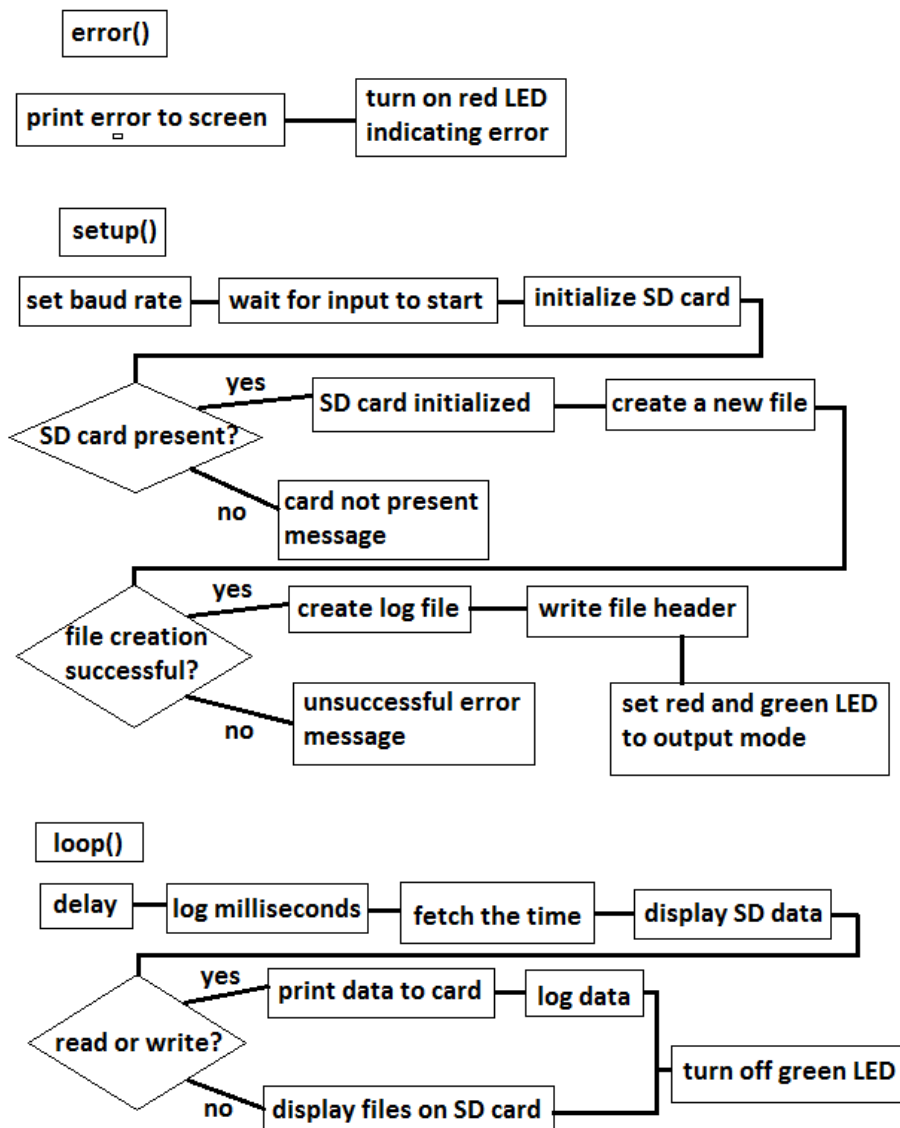 error()
print error to screen
turn on red LED
indicating error
setup()
set baud rate
wait for input to start
initialize SD card
yes
SD card initialized
create a new file
SD card present?
no
card not present
message
yes
create log file
write file header
file creation
successful?
no
unsuccessful error
message
set red and green LED
to output mode
loop()
delay
log milliseconds
fetch the time
display SD data
yes
print data to card
log data
read or write?
turn off green LED
no
display files on SD card